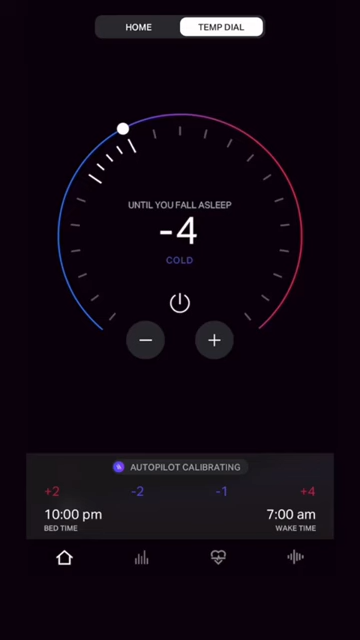 HOME TEMP DIAL
UNTIL YOU FALL ASLEEP
-4
COLD
− +
AUTOPILOT CALIBRATING
+2 -2 -1 +4
10:00 pm 7:00 am
BED TIME WAKE TIME